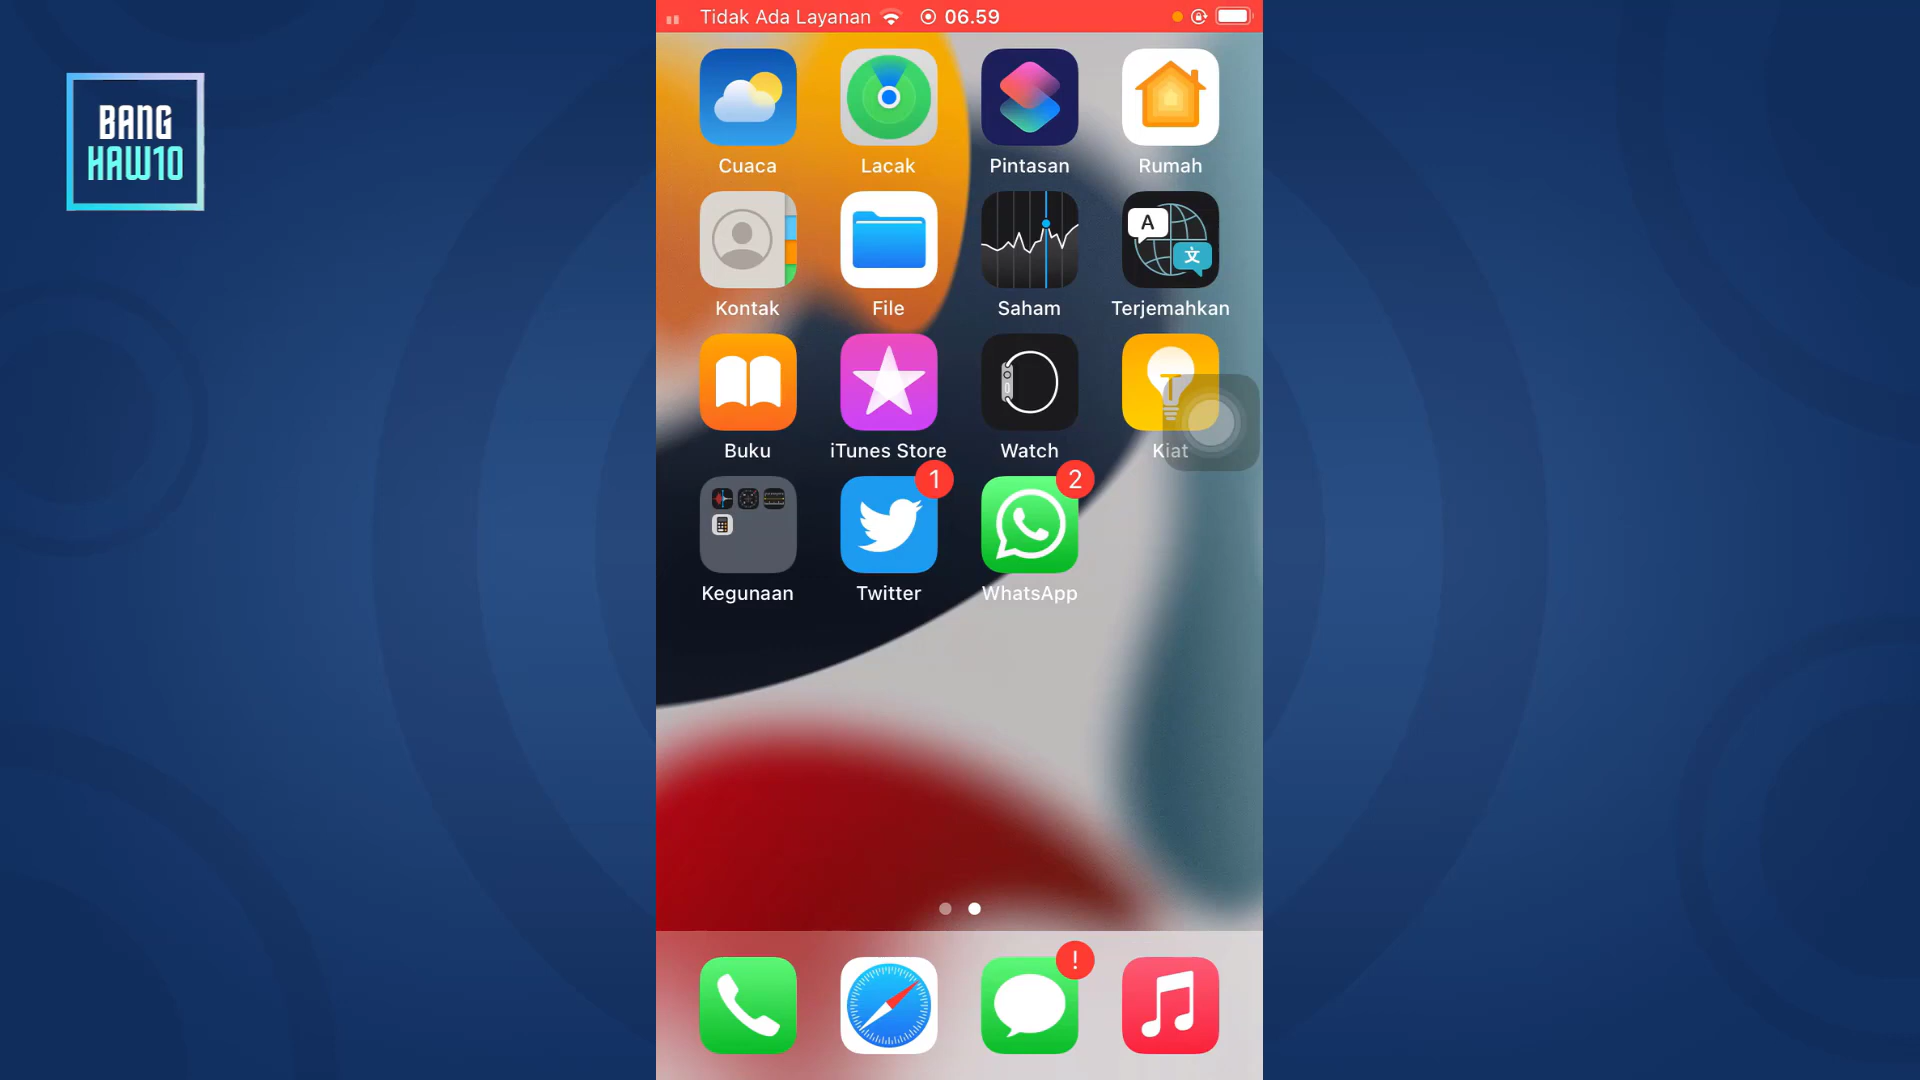 Tidak Ada Layanan 06.59
BANG
HAW10
Cuaca Lacak Pintasan Rumah
A 文
Kontak File Saham Terjemahkan
Buku iTunes Store Watch Kiat
1 2
Kegunaan Twitter WhatsApp
!